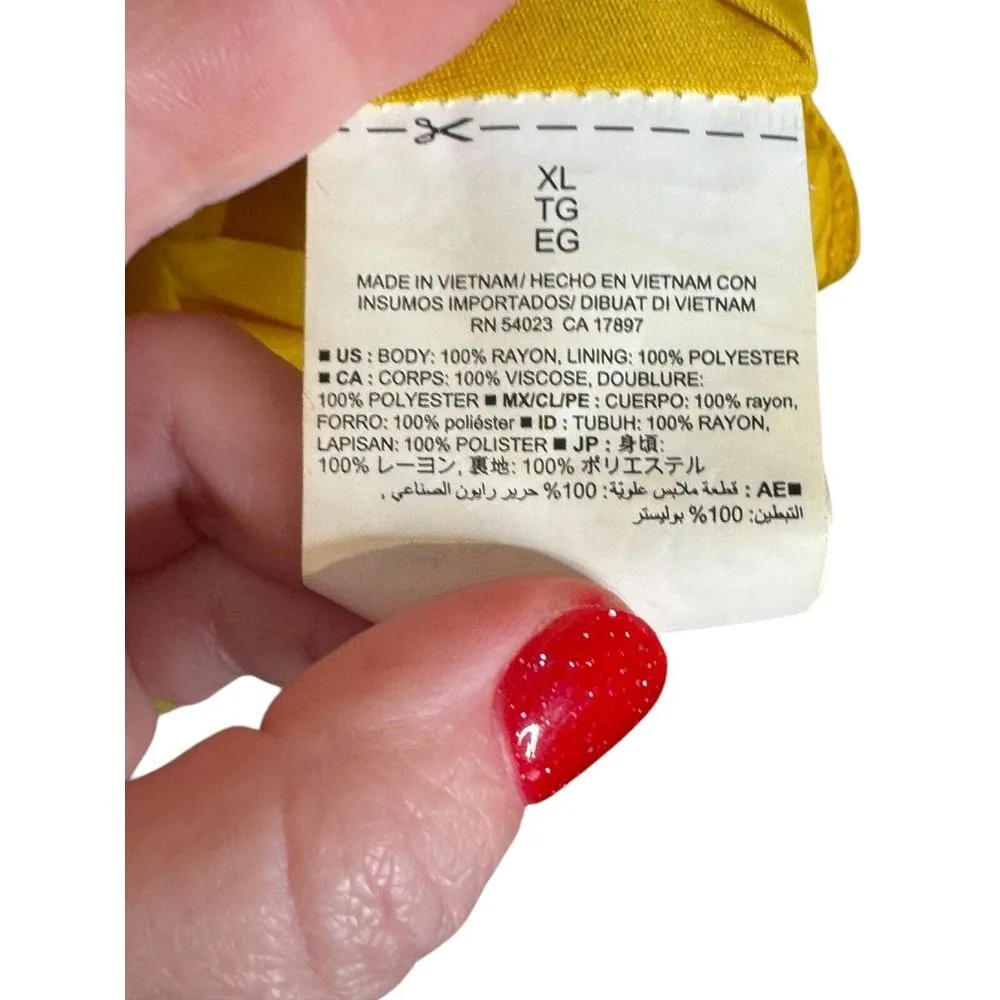 XL
TG
EG
MADE IN VIETNAM/ HECHO EN VIETNAM CON
INSUMOS IMPORTADOS/ DIBUAT DI VIETNAM
RN 54023 CA 17897
■ US : BODY: 100% RAYON, LINING: 100% POLYESTER
■ CA : CORPS: 100% VISCOSE, DOUBLURE:
100% POLYESTER ■ MX/CL/PE : CUERPO: 100% rayon,
FORRO: 100% poliéster ■ ID : TUBUH: 100% RAYON,
LAPISAN: 100% POLISTER ■ JP : 身頃:
100% レーヨン, 裏地: 100% ポリエステル
■AE : قطعة ملابس علويّة: 100% حرير رايون الصناعي ,
التبطين: 100% بوليستر